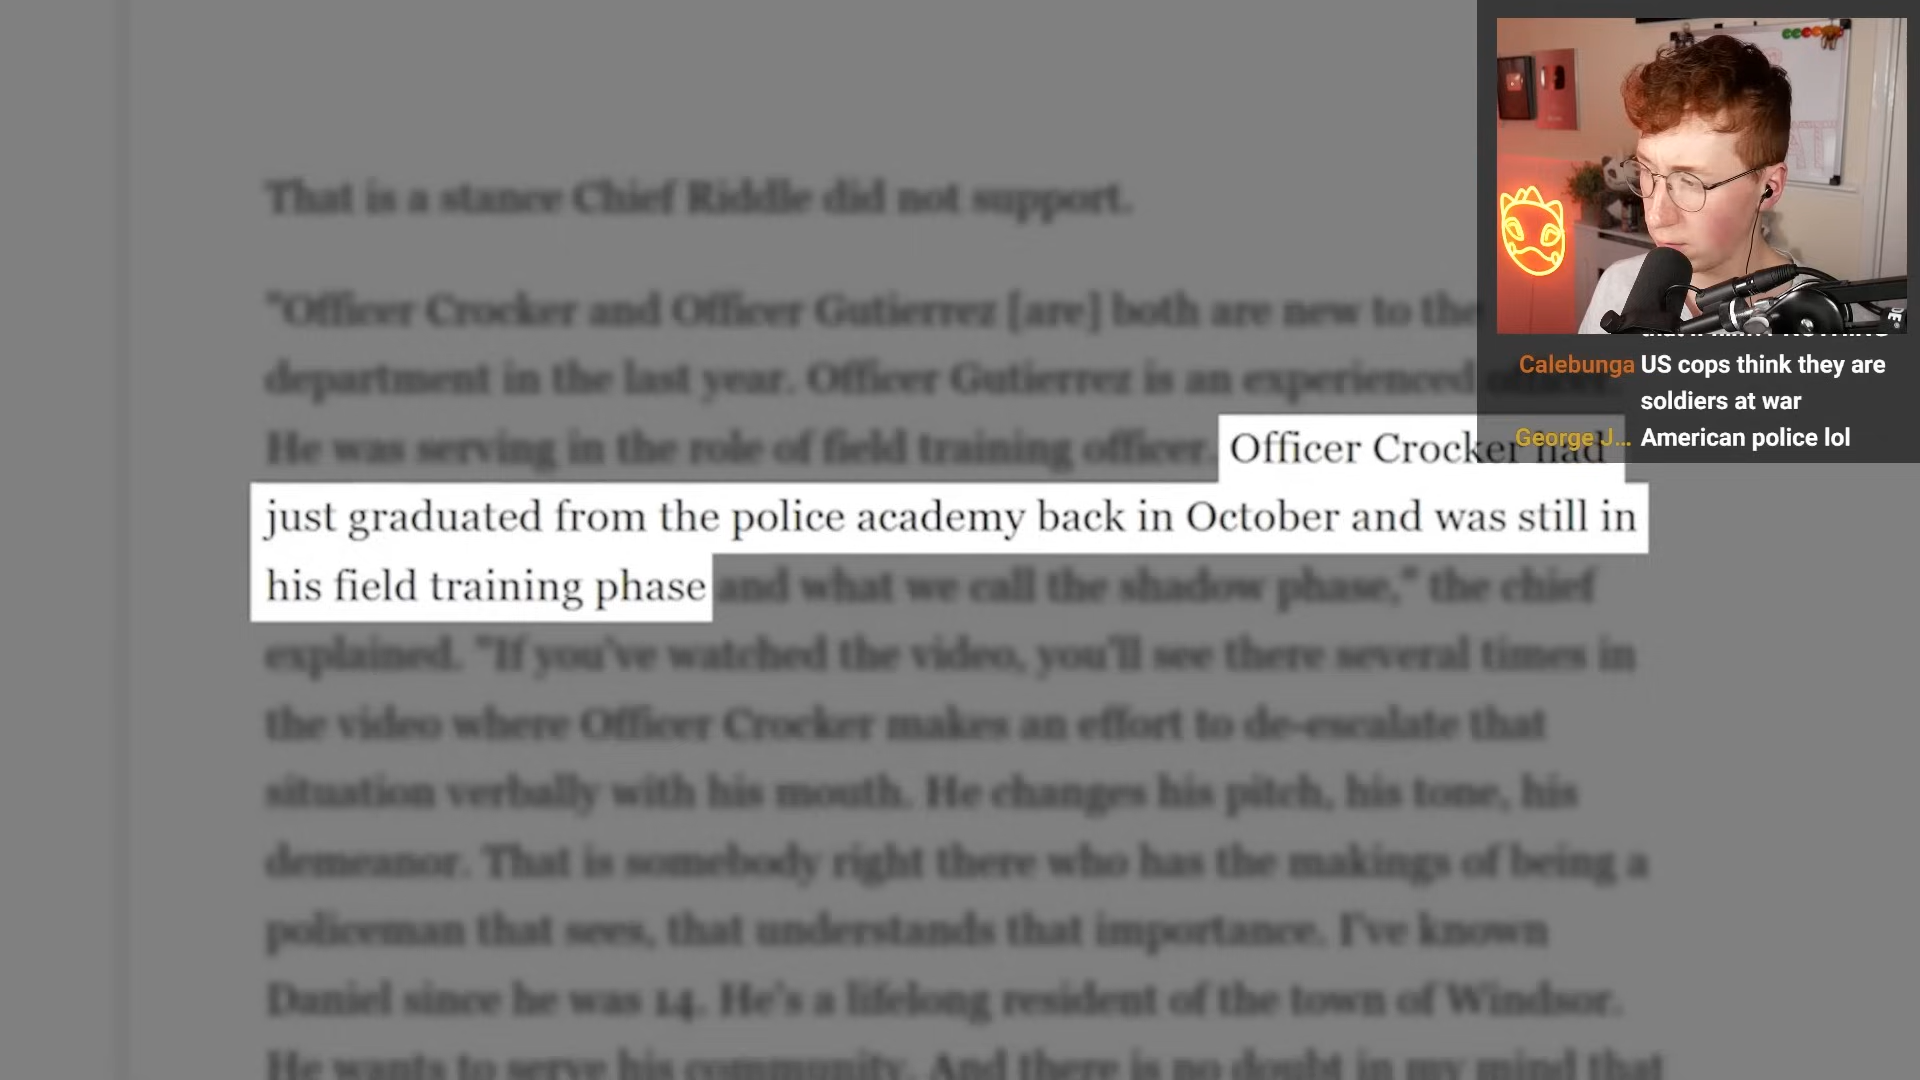 That is a stance Chief Riddle did not support.
"Officer Crocker and Officer Gutierrez [are] both are new to the
department in the last year. Officer Gutierrez is an experienced officer.
He was serving in the role of field training officer. Officer Crocker had
just graduated from the police academy back in October and was still in
his field training phase and what we call the shadow phase," the chief
explained. "If you've watched the video, you'll see there several times in
the video where Officer Crocker makes an effort to de-escalate that
situation verbally with his mouth. He changes his pitch, his tone, his
demeanor. That is somebody right there who has the makings of being a
policeman that sees, that understands that importance. I've known
Daniel since he was 14. He's a lifelong resident of the town of Windsor.
He wants to serve his community. And there is no doubt in my mind that
Calebunga US cops think they are
soldiers at war
George J... American police lol